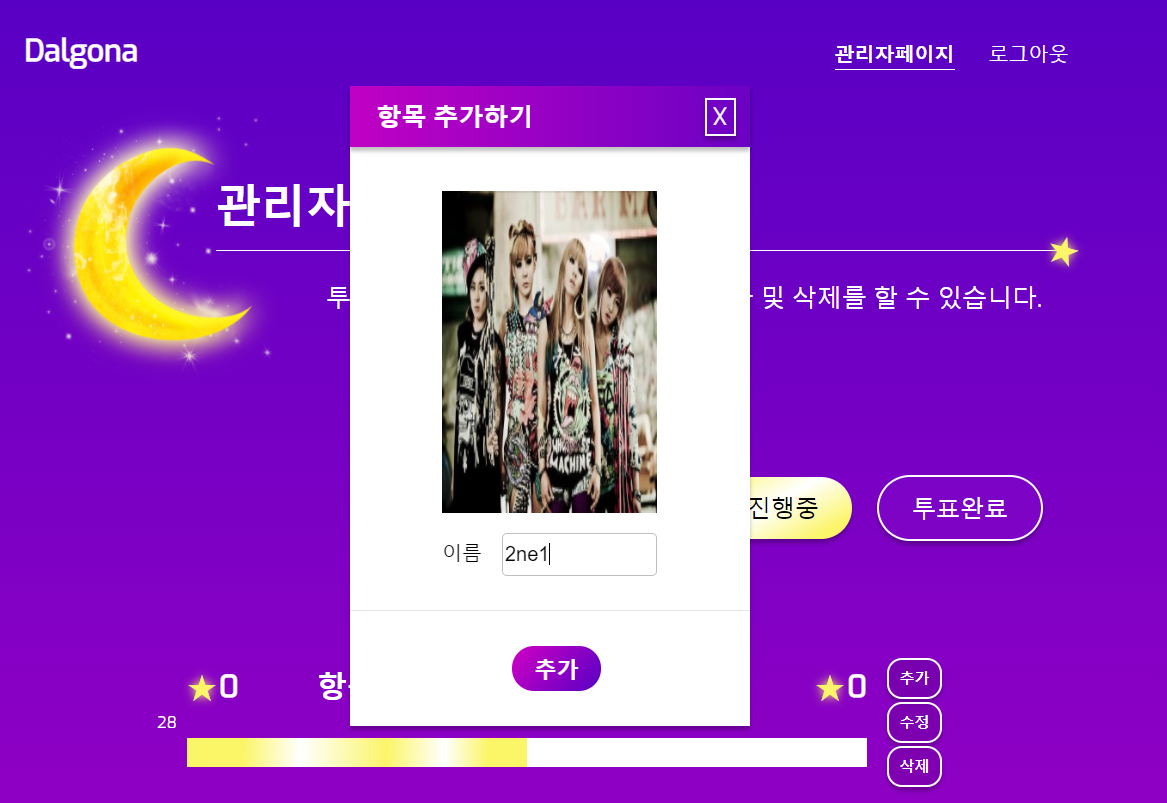 Dalgona
관리자페이지 로그아웃
항목 추가하기 X
관리자
투 및 삭제를 할 수 있습니다.
MACHINE
진행중 투표완료
이름 2ne1
추가
0 항 0
추가
28
수정
삭제